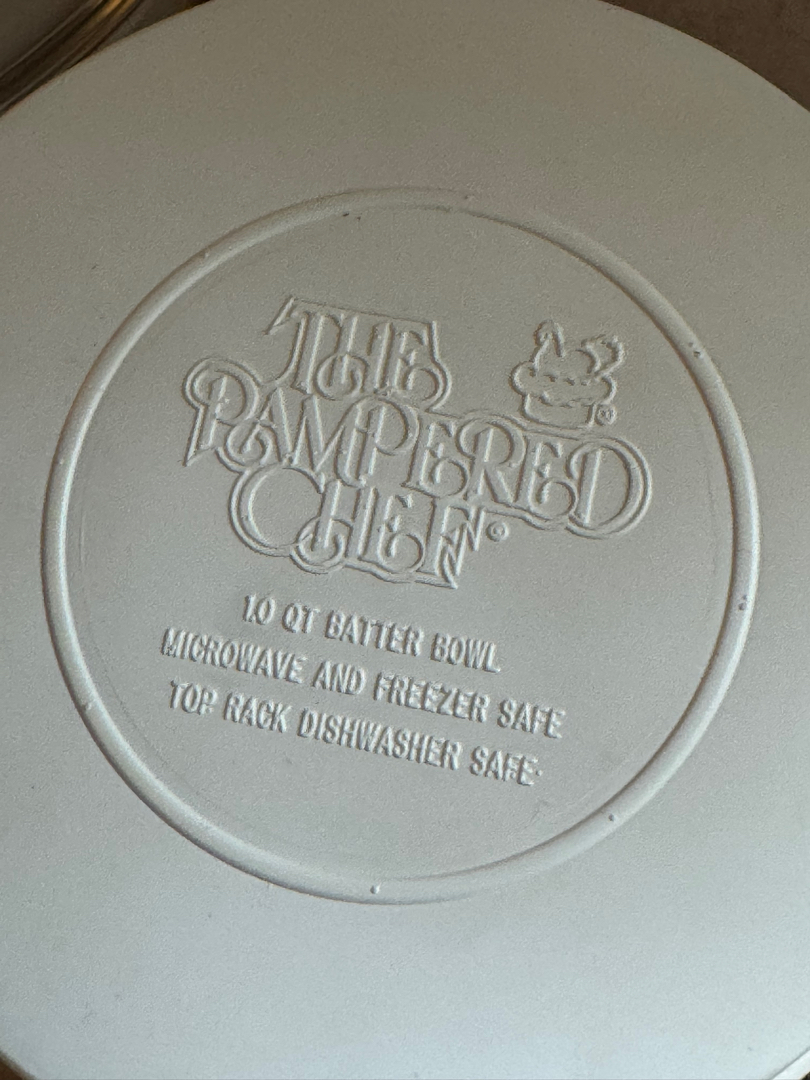 THE
PAMPERED
CHEF®
®
1.0 QT BATTER BOWL
MICROWAVE AND FREEZER SAFE
TOP RACK DISHWASHER SAFE